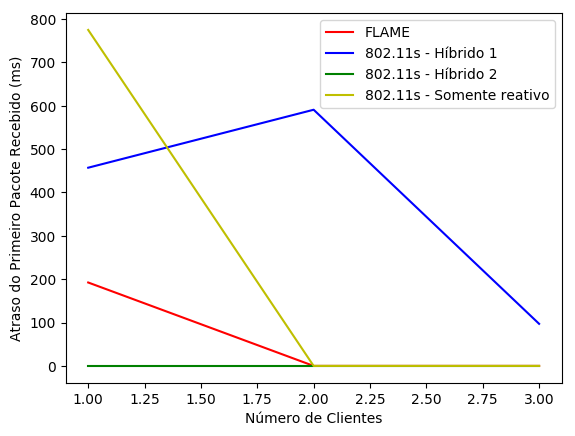 FLAME
802.11s - Híbrido 1
802.11s - Híbrido 2
802.11s - Somente reativo
Atraso do Primeiro Pacote Recebido (ms)
800
700
600
500
400
300
200
100
0
1.00 1.25 1.50 1.75 2.00 2.25 2.50 2.75 3.00
Número de Clientes